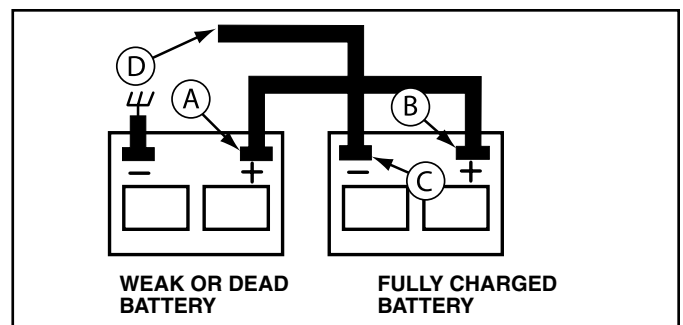 D
A
B
C
− + − +
WEAK OR DEAD
BATTERY
FULLY CHARGED
BATTERY